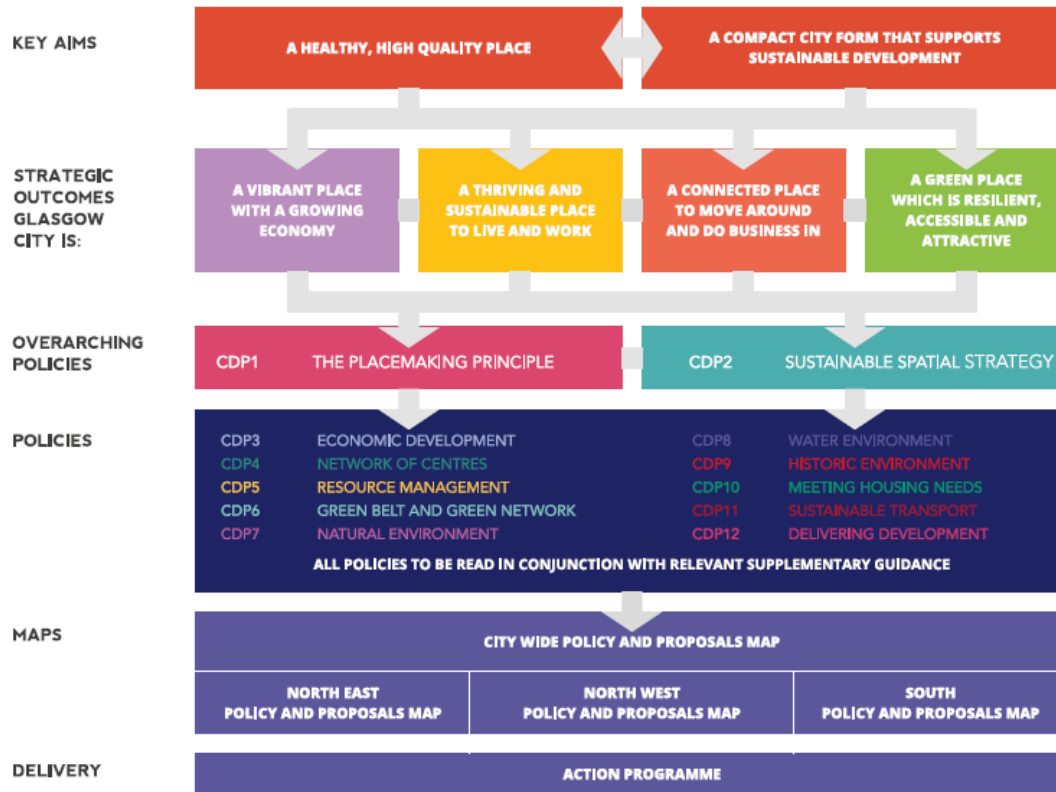 KEY AIMS
A HEALTHY, HIGH QUALITY PLACE
A COMPACT CITY FORM THAT SUPPORTS
SUSTAINABLE DEVELOPMENT
STRATEGIC
OUTCOMES
GLASGOW
CITY IS:
A VIBRANT PLACE
WITH A GROWING
ECONOMY
A THRIVING AND
SUSTAINABLE PLACE
TO LIVE AND WORK
A CONNECTED PLACE
TO MOVE AROUND
AND DO BUSINESS IN
A GREEN PLACE
WHICH IS RESILIENT,
ACCESSIBLE AND
ATTRACTIVE
OVERARCHING
POLICIES
CDP1 THE PLACEMAKING PRINCIPLE
CDP2 SUSTAINABLE SPATIAL STRATEGY
POLICIES
CDP3 ECONOMIC DEVELOPMENT
CDP4 NETWORK OF CENTRES
CDP5 RESOURCE MANAGEMENT
CDP6 GREEN BELT AND GREEN NETWORK
CDP7 NATURAL ENVIRONMENT
CDP8 WATER ENVIRONMENT
CDP9 HISTORIC ENVIRONMENT
CDP10 MEETING HOUSING NEEDS
CDP11 SUSTAINABLE TRANSPORT
CDP12 DELIVERING DEVELOPMENT
ALL POLICIES TO BE READ IN CONJUNCTION WITH RELEVANT SUPPLEMENTARY GUIDANCE
MAPS
CITY WIDE POLICY AND PROPOSALS MAP
NORTH EAST
POLICY AND PROPOSALS MAP
NORTH WEST
POLICY AND PROPOSALS MAP
SOUTH
POLICY AND PROPOSALS MAP
DELIVERY
ACTION PROGRAMME